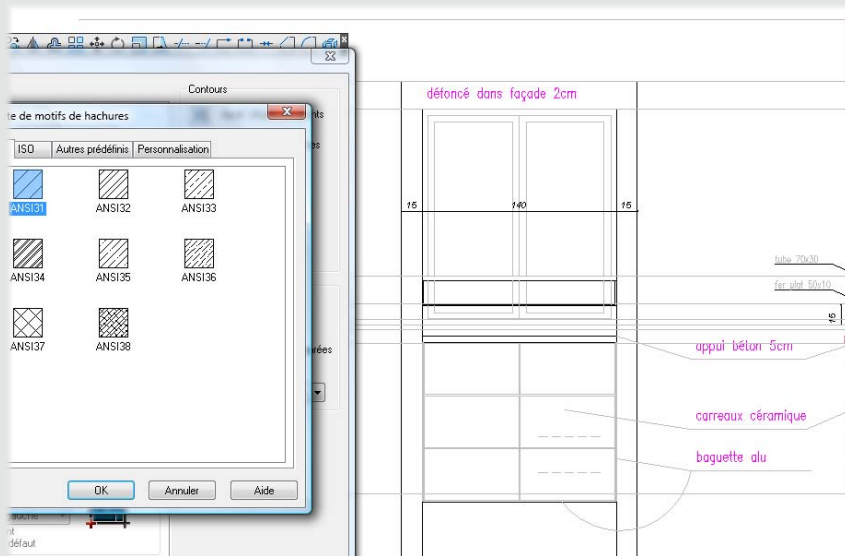 Contours
te de motifs de hachures
ISO Autres prédéfinis Personnalisation
ANSI31 ANSI32 ANSI33
ANSI34 ANSI35 ANSI36
ANSI37 ANSI38
OK Annuler Aide
défaut
défoncé dans façade 2cm
15 140 15
tube 70x30
fer plat 50x10
15
appui béton 5cm
carreaux céramique
baguette alu